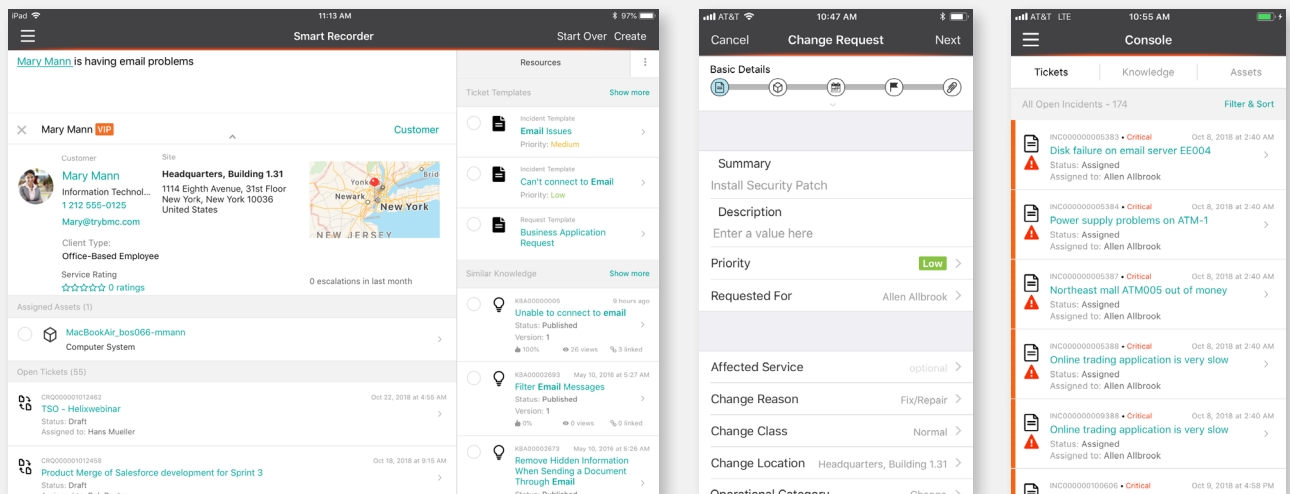 iPad 11:13 AM 97%
Smart Recorder Start Over Create
Mary Mann is having email problems
Mary Mann VIP Customer
Customer
Mary Mann
Information Technol...
1 212 555-0125
Mary@trybmc.com
Site
Headquarters, Building 1.31
1114 Eighth Avenue, 31st Floor
New York, New York 10036
United States
Yonk
Brid
Newark
New York
NEW JERSEY
Client Type:
Office-Based Employee
Service Rating
0 ratings
0 escalations in last month
Assigned Assets (1)
MacBookAir_bos066-mmann
Computer System
Open Tickets (55)
CRQ000001012462 Oct 22, 2018 at 4:55 AM
TSO - Helixwebinar
Status: Draft
Assigned to: Hans Mueller
CRQ000001012458 Oct 18, 2018 at 9:15 AM
Product Merge of Salesforce development for Sprint 3
Status: Draft
Resources
Ticket Templates Show more
Incident Template
Email Issues
Priority: Medium
Incident Template
Can't connect to Email
Priority: Low
Request Template
Business Application
Request
Similar Knowledge Show more
KBA00000005 9 hours ago
Unable to connect to email
Status: Published
Version: 1
100% 26 views 3 linked
KBA00002693 May 10, 2016 at 5:27 AM
Filter Email Messages
Status: Published
Version: 1
0% 0 views 0 linked
KBA00002673 May 10, 2016 at 5:26 AM
Remove Hidden Information
When Sending a Document
Through Email
Status: Published
AT&T 10:47 AM
Cancel Change Request Next
Basic Details
Summary
Install Security Patch
Description
Enter a value here
Priority Low
Requested For Allen Allbrook
Affected Service optional
Change Reason Fix/Repair
Change Class Normal
Change Location Headquarters, Building 1.31
Operational Category Change
AT&T LTE 10:55 AM
Console
Tickets Knowledge Assets
All Open Incidents - 174 Filter & Sort
INC000000005383 • Critical Oct 8, 2018 at 2:40 AM
Disk failure on email server EE004
Status: Assigned
Assigned to: Allen Allbrook
INC000000005384 • Critical Oct 8, 2018 at 2:40 AM
Power supply problems on ATM-1
Status: Assigned
Assigned to: Allen Allbrook
INC000000005387 • Critical Oct 8, 2018 at 2:40 AM
Northeast mall ATM005 out of money
Status: Assigned
Assigned to: Allen Allbrook
INC000000005388 • Critical Oct 8, 2018 at 2:40 AM
Online trading application is very slow
Status: Assigned
Assigned to: Allen Allbrook
INC000000009388 • Critical Oct 8, 2018 at 2:40 AM
Online trading application is very slow
Status: Assigned
Assigned to: Allen Allbrook
INC000000100606 • Critical Oct 9, 2018 at 4:58 PM